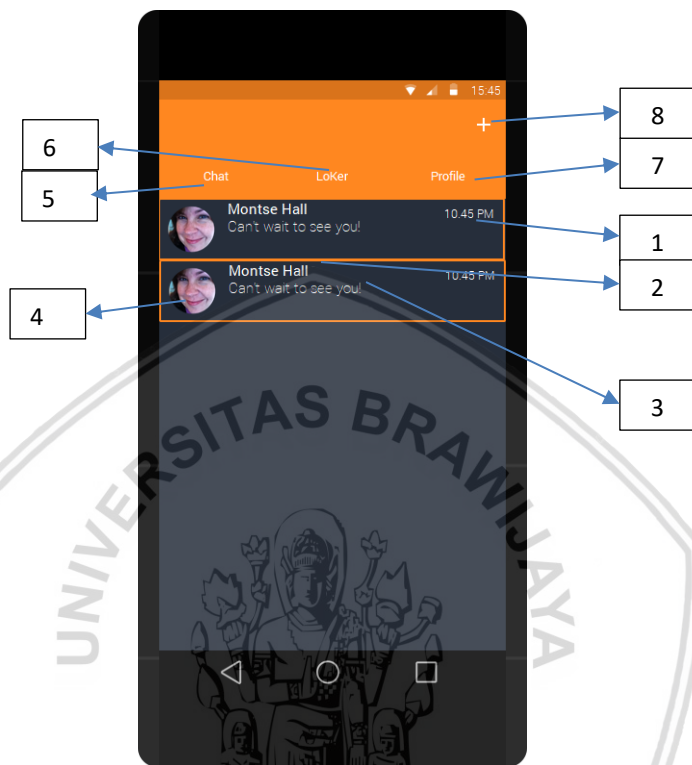 15:45
+
8
6
7
Chat
LoKer
Profile
5
Montse Hall
10.45 PM
Can't wait to see you!
1
Montse Hall
10.45 PM
Can't wait to see you!
2
4
3
UNIVERSITAS BRAWIJAYA